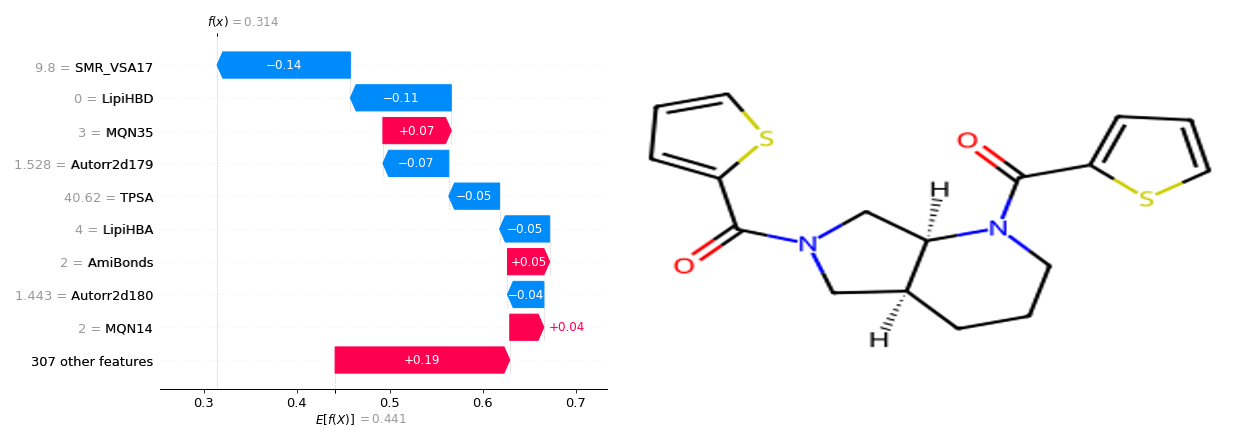 f(x) = 0.314
9.8 = SMR_VSA17
−0.14
0 = LipiHBD
−0.11
3 = MQN35
+0.07
1.528 = Autorr2d179
−0.07
40.62 = TPSA
−0.05
4 = LipiHBA
−0.05
2 = AmiBonds
+0.05
1.443 = Autorr2d180
−0.04
2 = MQN14
+0.04
307 other features
+0.19
0.3 0.4 0.5 0.6 0.7
E[f(X)] = 0.441
S
O
H
N
S
N
O
H